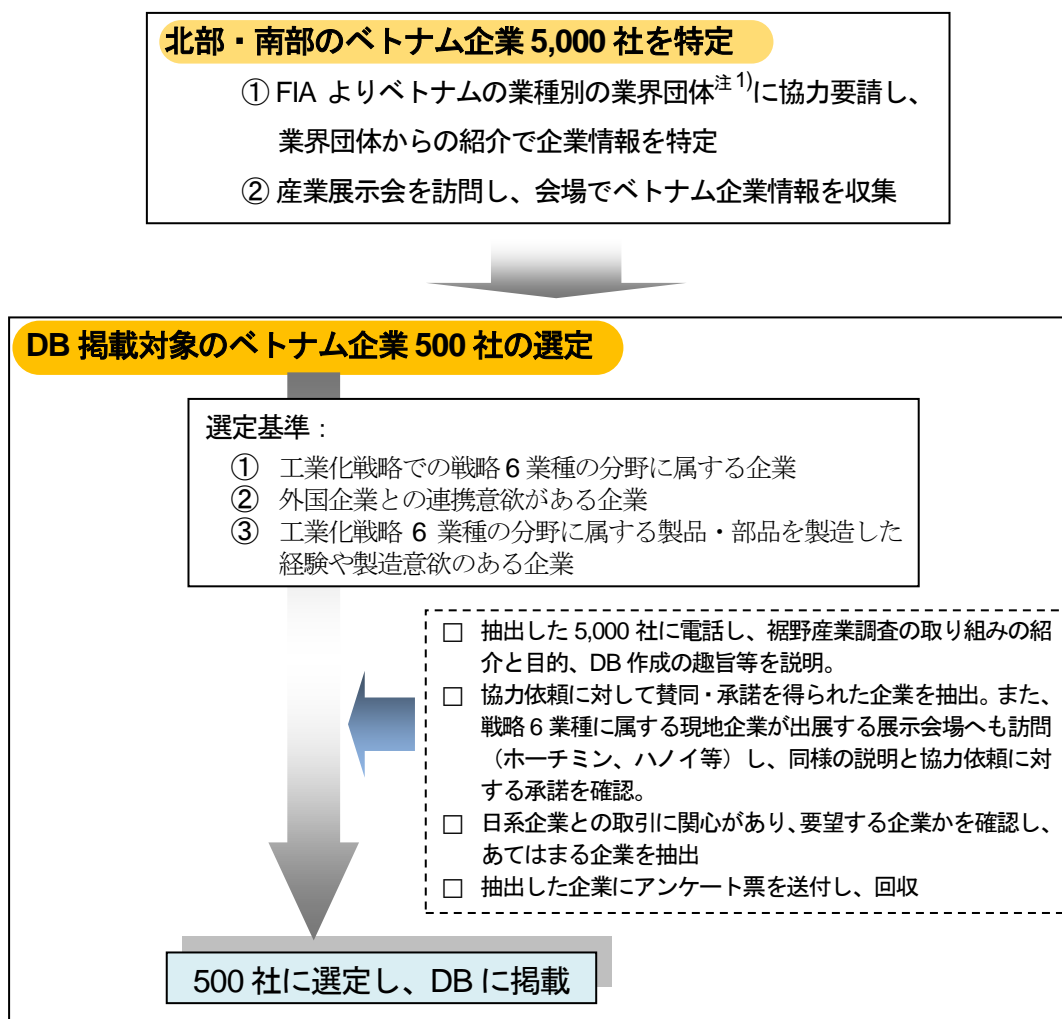 北部・南部のベトナム企業 5,000 社を特定
① FIA よりベトナムの業種別の業界団体注1)に協力要請し、
業界団体からの紹介で企業情報を特定
② 産業展示会を訪問し、会場でベトナム企業情報を収集
DB 掲載対象のベトナム企業 500 社の選定
選定基準：
① 工業化戦略での戦略 6 業種の分野に属する企業
② 外国企業との連携意欲がある企業
③ 工業化戦略 6 業種の分野に属する製品・部品を製造した
経験や製造意欲のある企業
□ 抽出した 5,000 社に電話し、裾野産業調査の取り組みの紹
介と目的、DB 作成の趣旨等を説明。
□ 協力依頼に対して賛同・承諾を得られた企業を抽出。また、
戦略 6 業種に属する現地企業が出展する展示会場へも訪問
（ホーチミン、ハノイ等）し、同様の説明と協力依頼に対
する承諾を確認。
□ 日系企業との取引に関心があり、要望する企業かを確認し、
あてはまる企業を抽出
□ 抽出した企業にアンケート票を送付し、回収
500 社に選定し、DB に掲載